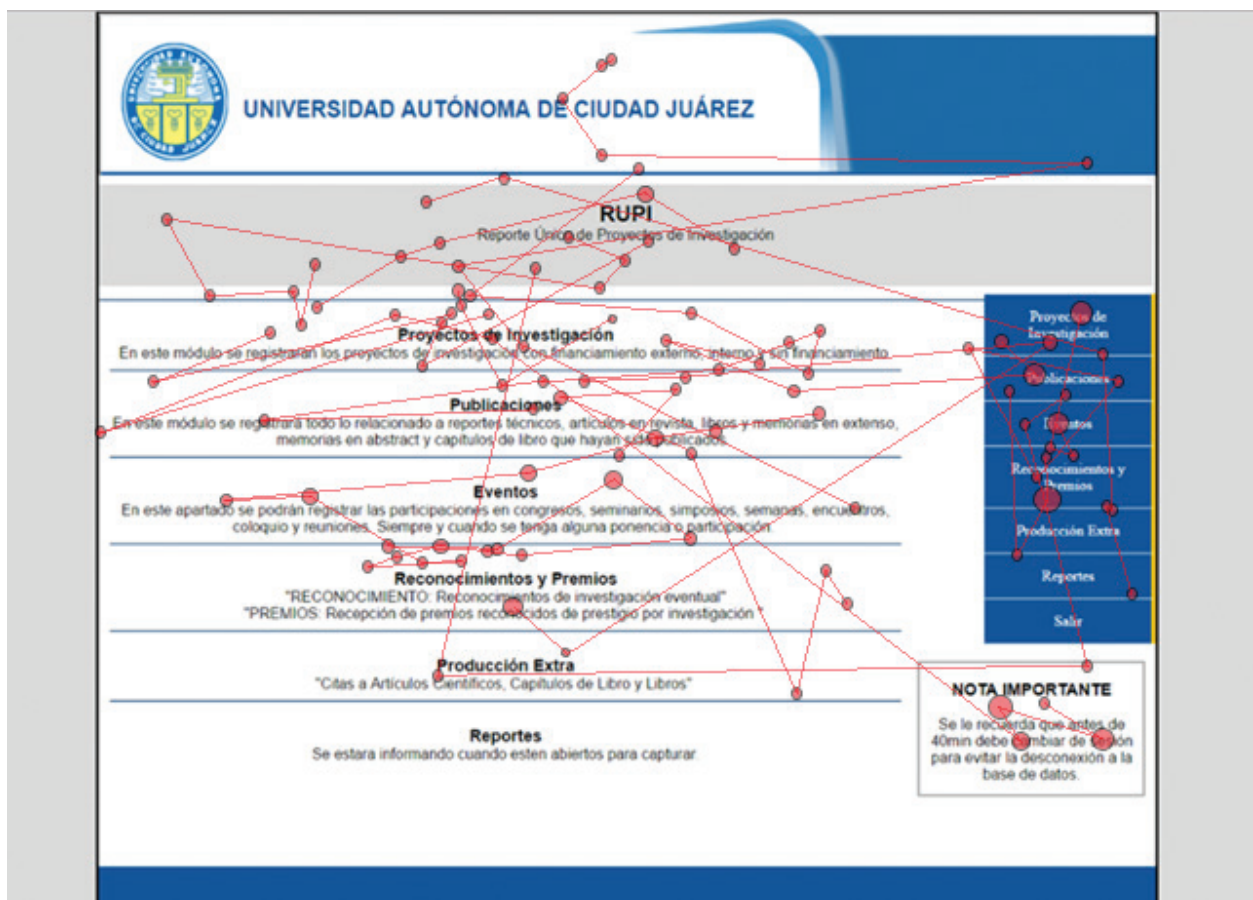 UNIVERSIDAD AUTÓNOMA DE CIUDAD JUÁREZ
RUPI
Reporte Único de Proyectos de Investigación
Proyectos de Investigación
En este módulo se registrarán los proyectos de investigación con financiamiento externo, interno y sin financiamiento.
Publicaciones
En este módulo se registrará todo lo relacionado a reportes técnicos, artículos en revista, libros y memorias en extenso,
memorias en abstract y capítulos de libro que hayan sido publicados.
Eventos
En este apartado se podrán registrar las participaciones en congresos, seminarios, simposios, semanas, encuentros,
coloquio y reuniones. Siempre y cuando se tenga alguna ponencia o participación.
Reconocimientos y Premios
"RECONOCIMIENTO: Reconocimientos de investigación eventual"
"PREMIOS: Recepción de premios reconocidos de prestigio por investigación "
Producción Extra
"Citas a Artículos Científicos, Capítulos de Libro y Libros"
Reportes
Se estara informando cuando esten abiertos para capturar.
Proyectos de
Investigación
Publicaciones
Eventos
Reconocimientos y
Premios
Producción Extra
Reportes
Salir
NOTA IMPORTANTE
Se le recuerda que antes de
40min debe cambiar de sesión
para evitar la desconexión a la
base de datos.